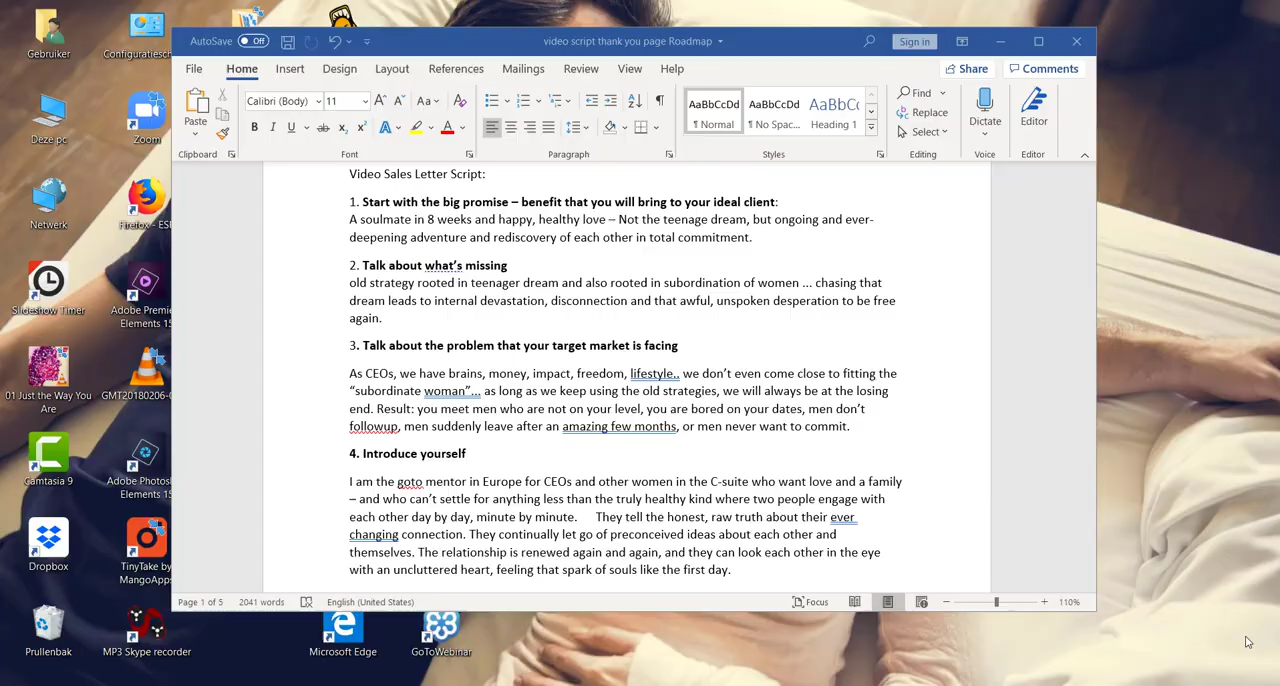 Gebruiker
Configuratiesch
Deze pc
Zoom
Netwerk
Firefox - ESI
Slideshow Timer
Adobe Premi
Elements 15
01 Just the Way You
Are
GMT20180206-0
Camtasia 9
Adobe Photos
Elements 15
Dropbox
TinyTake by
MangoApps
Prullenbak
MP3 Skype recorder
Microsoft Edge
GoToWebinar
AutoSave Off
video script thank you page Roadmap
Sign in
File Home Insert Design Layout References Mailings Review View Help
Share Comments
Paste
Clipboard
Calibri (Body) 11
Font
Paragraph
AaBbCcDd AaBbCcDd AaBbCc
¶ Normal ¶ No Spac... Heading 1
Styles
Find
Replace
Select
Editing
Dictate
Voice
Editor
Editor
Video Sales Letter Script:
1. Start with the big promise – benefit that you will bring to your ideal client:
A soulmate in 8 weeks and happy, healthy love – Not the teenage dream, but ongoing and ever-
deepening adventure and rediscovery of each other in total commitment.
2. Talk about what's missing
old strategy rooted in teenager dream and also rooted in subordination of women ... chasing that
dream leads to internal devastation, disconnection and that awful, unspoken desperation to be free
again.
3. Talk about the problem that your target market is facing
As CEOs, we have brains, money, impact, freedom, lifestyle.. we don't even come close to fitting the
“subordinate woman”... as long as we keep using the old strategies, we will always be at the losing
end. Result: you meet men who are not on your level, you are bored on your dates, men don't
followup, men suddenly leave after an amazing few months, or men never want to commit.
4. Introduce yourself
I am the goto mentor in Europe for CEOs and other women in the C-suite who want love and a family
– and who can't settle for anything less than the truly healthy kind where two people engage with
each other day by day, minute by minute. They tell the honest, raw truth about their ever
changing connection. They continually let go of preconceived ideas about each other and
themselves. The relationship is renewed again and again, and they can look each other in the eye
with an uncluttered heart, feeling that spark of souls like the first day.
Page 1 of 5 2041 words English (United States) Focus 110%